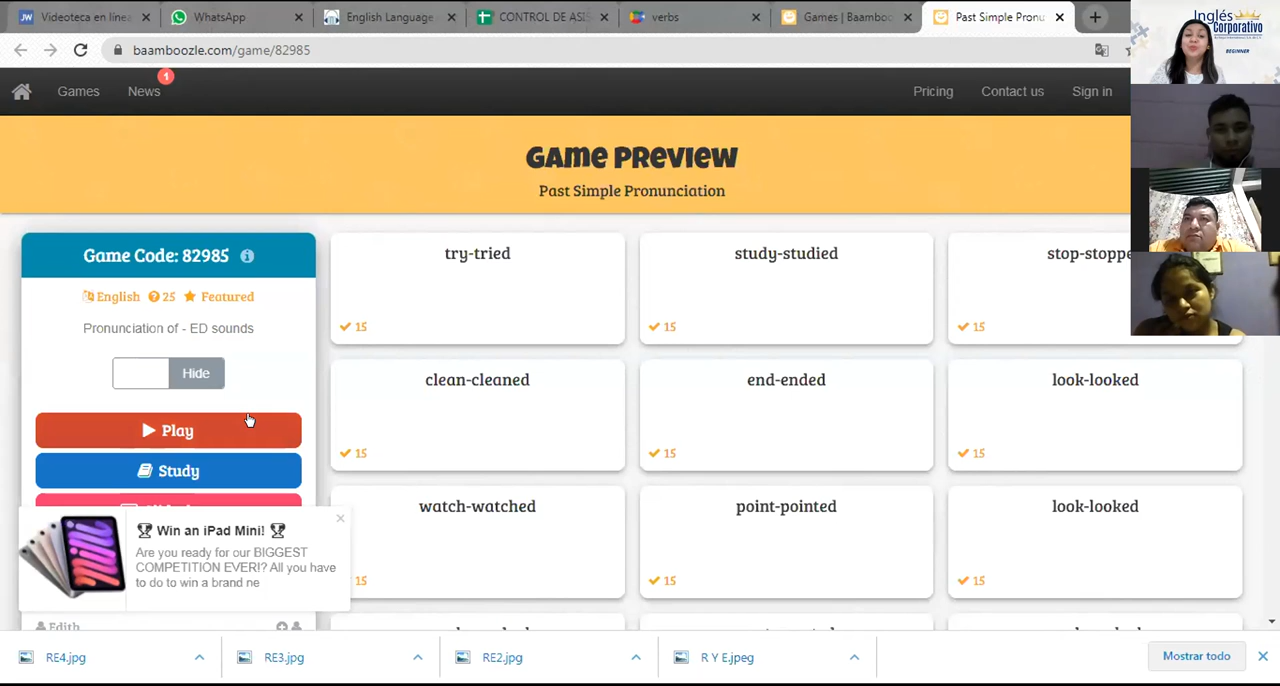 Videoteca en línea
WhatsApp
English Language
CONTROL DE ASIS
verbs
Games | Baamboo
Past Simple Pronu
baamboozle.com/game/82985
Inglés
Corporativo
BEGINNER
1
Games
News
Pricing
Contact us
Sign in
Game Preview
Past Simple Pronunciation
Game Code: 82985
English 25 Featured
Pronunciation of - ED sounds
Hide
Play
Study
try-tried
15
study-studied
15
stop-stoppe
15
clean-cleaned
15
end-ended
15
look-looked
15
watch-watched
15
point-pointed
15
look-looked
15
Win an iPad Mini!
Are you ready for our BIGGEST
COMPETITION EVER!? All you have
to do to win a brand ne
Edith
RE4.jpg
RE3.jpg
RE2.jpg
R Y E.jpeg
Mostrar todo